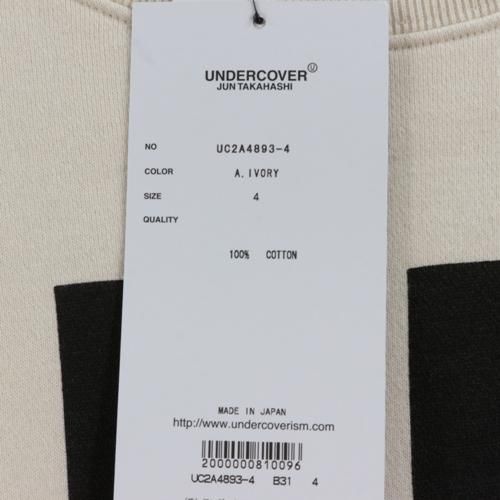 UNDERCOVER Ⓤ
JUN TAKAHASHI
NO UC2A4893-4
COLOR A.IVORY
SIZE 4
QUALITY
100% COTTON
MADE IN JAPAN
http://www.undercoverism.com
2000000810096
UC2A4893-4 B31 4